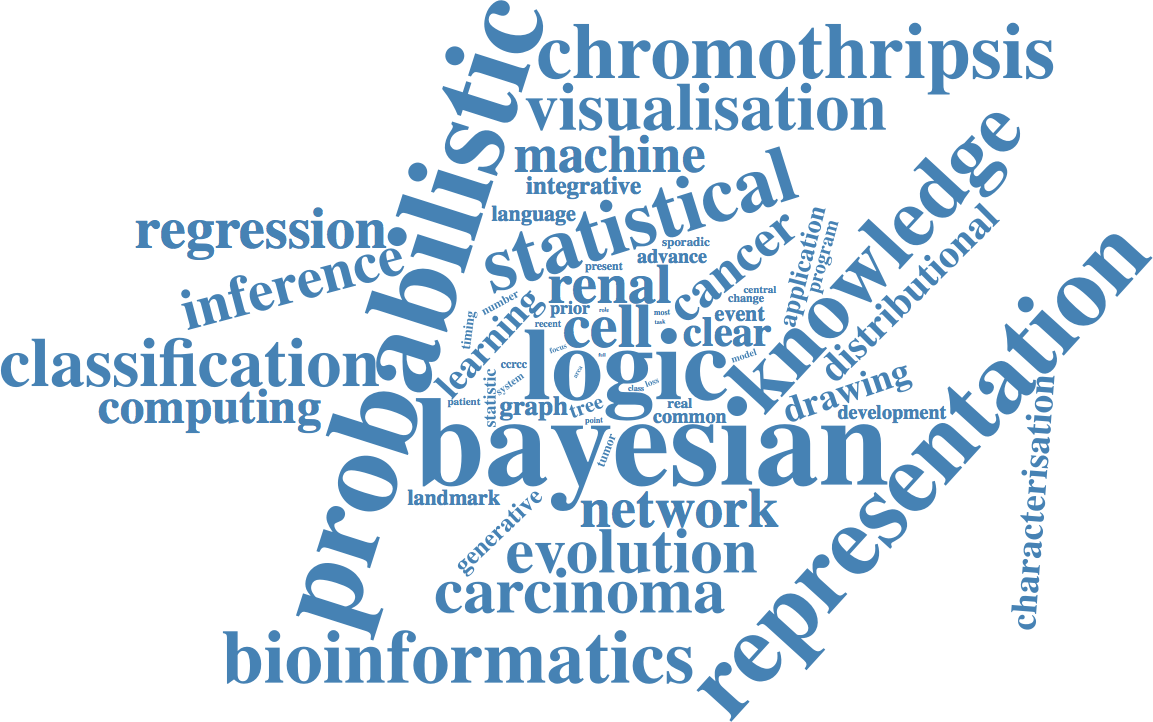 probabilistic
chromothripsis
visualisation
machine
integrative
language
statistical
knowledge
regression
inference
sporadic
advance
cancer
application
program
distributional
representation
present
renal
central
change
number
timing
learning
prior
role
most
task
event
recent
cell
clear
classification
computing
focus
full
logic
model
ccrcc
system
area
class
loss
drawing
development
patient
statistic
graph
tree
real
common
point
bayesian
tumor
characterisation
landmark
generative
network
evolution
carcinoma
bioinformatics